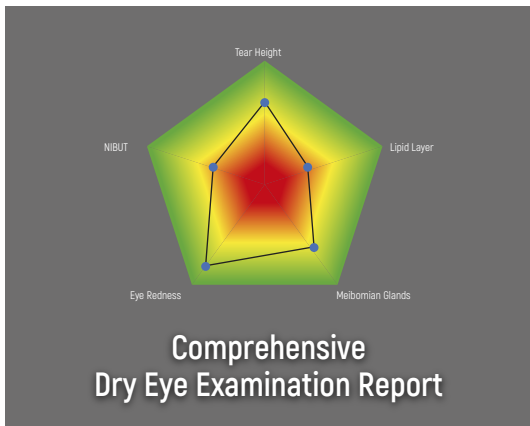 Tear Height
NIBUT
Lipid Layer
Eye Redness
Meibomian Glands
Comprehensive
Dry Eye Examination Report